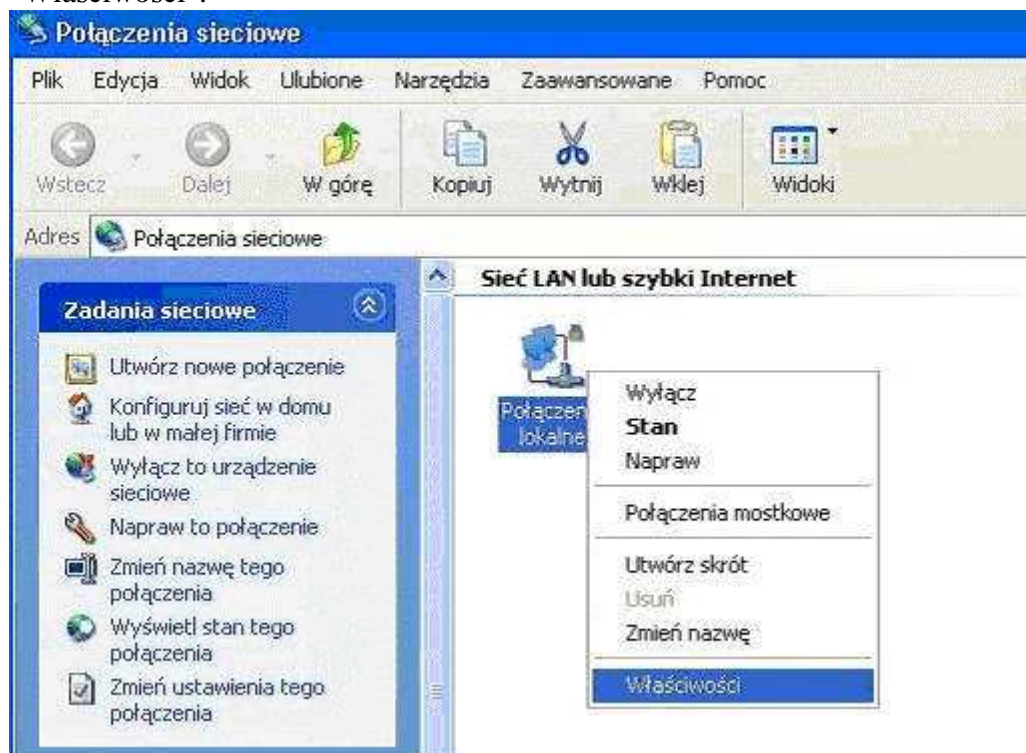 "Właściwości".
Połączenia sieciowe
Plik Edycja Widok Ulubione Narzędzia Zaawansowane Pomoc
Wstecz Dalej W górę Kopiuj Wytnij Wklej Widoki
Adres Połączenia sieciowe
Zadania sieciowe
Utwórz nowe połączenie
Konfiguruj sieć w domu
lub w małej firmie
Wyłącz to urządzenie
sieciowe
Napraw to połączenie
Zmień nazwę tego
połączenia
Wyświetl stan tego
połączenia
Zmień ustawienia tego
połączenia
Sieć LAN lub szybki Internet
lokalne
Wyłącz
Stan
Napraw
Połączenia mostkowe
Utwórz skrót
Usuń
Zmień nazwę
Właściwości